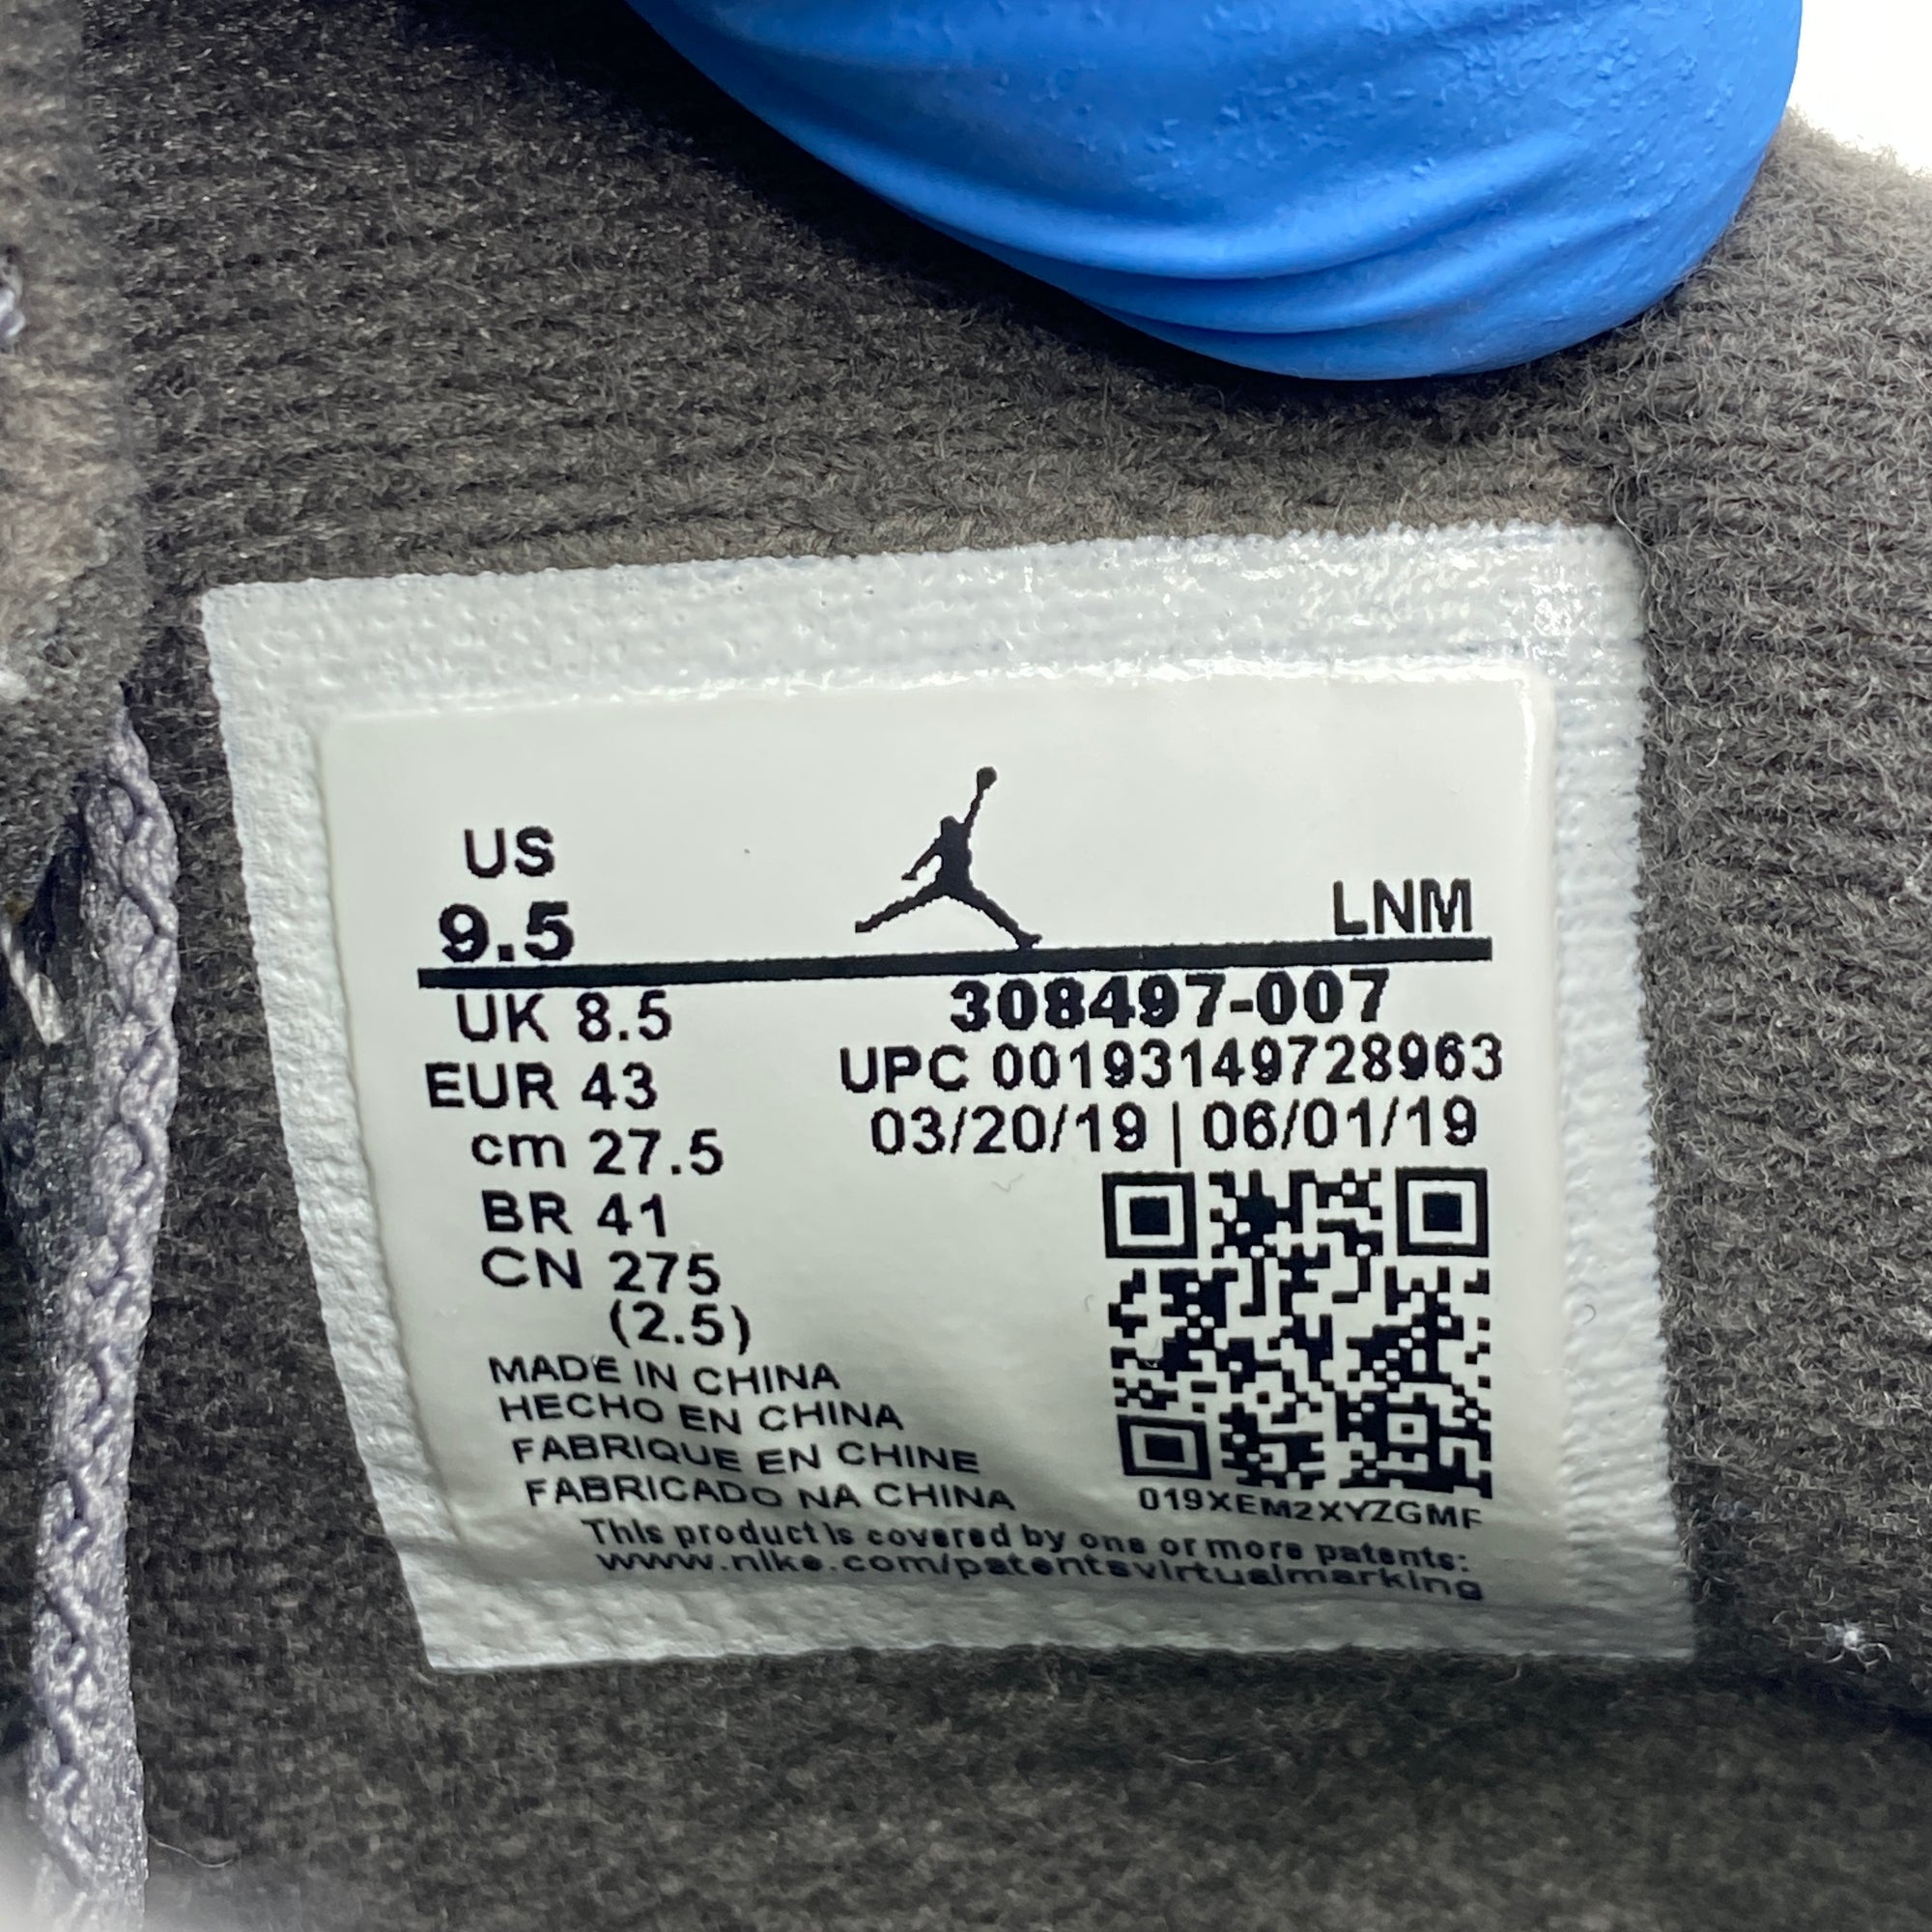 US
9.5
LNM
UK 8.5
308497-007
EUR 43
UPC 00193149728963
cm 27.5
03/20/19 | 06/01/19
BR 41
CN 275
(2.5)
MADE IN CHINA
HECHO EN CHINA
FABRIQUE EN CHINE
FABRICADO NA CHINA
019XEM2XYZGMF
This product is covered by one or more patents:
www.nike.com/patentsvirtualmarking